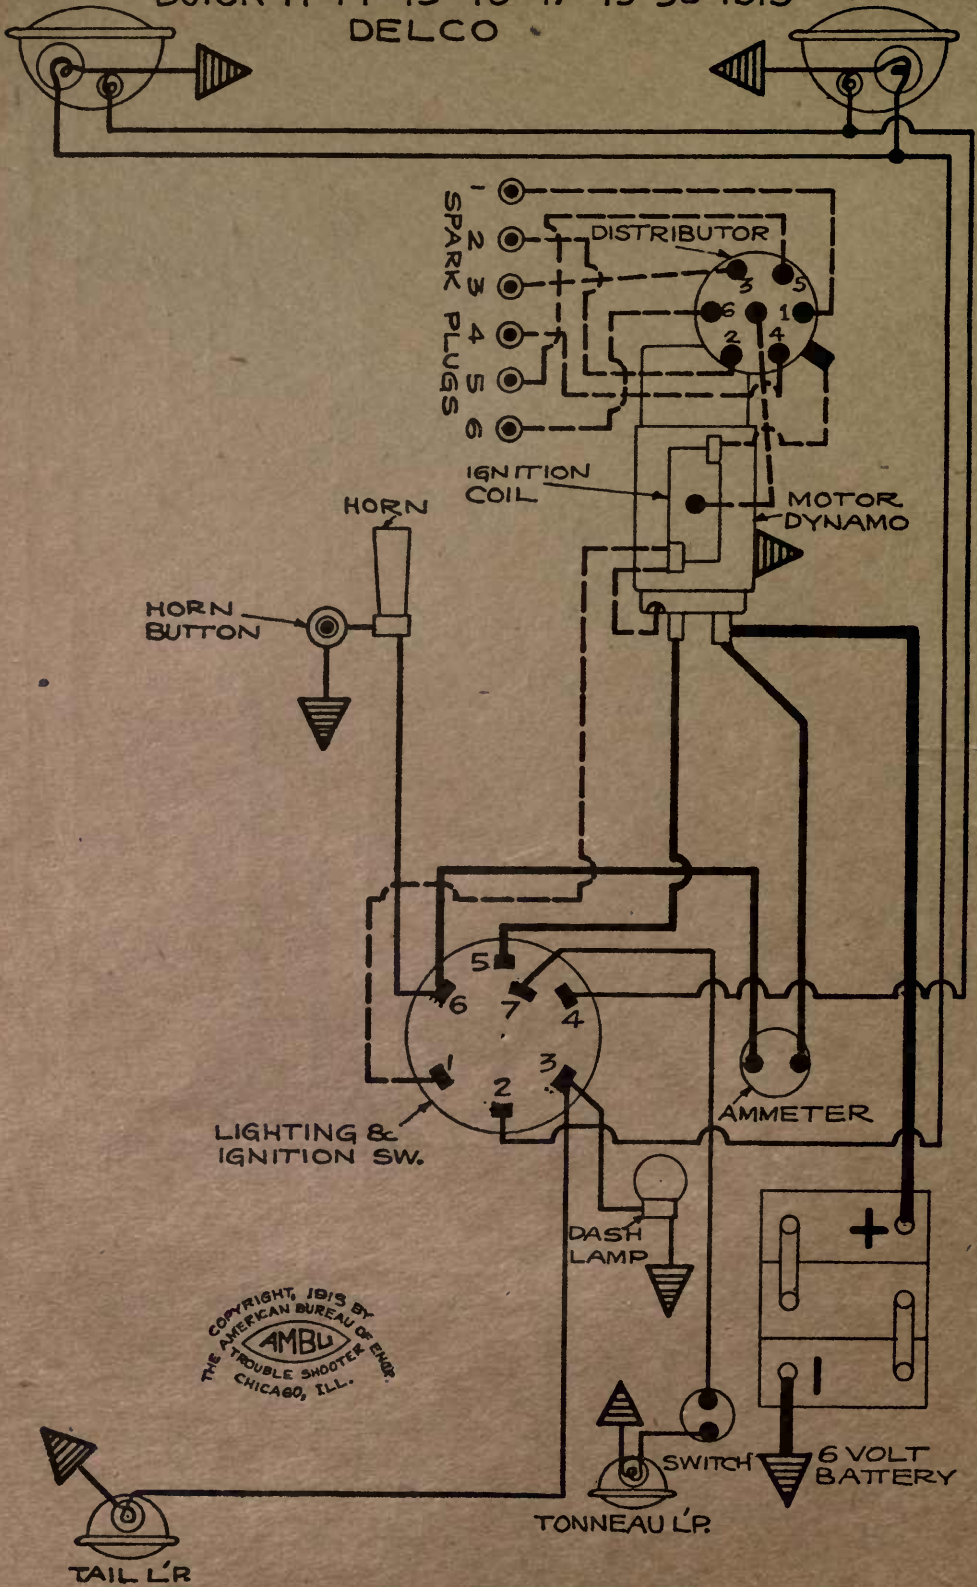 DELCO
1
2
3
4
5
6
SPARK PLUGS
DISTRIBUTOR
3
5
6
1
2
4
IGNITION
COIL
MOTOR
DYNAMO
HORN
HORN
BUTTON
5
6
7
4
1
2
3
AMMETER
LIGHTING &
IGNITION SW.
DASH
LAMP
+
COPYRIGHT, 1915 BY
THE AMERICAN BUREAU OF ENGR.
AMBU
TROUBLE SHOOTER
CHICAGO, ILL.
–
SWITCH
6 VOLT
BATTERY
TONNEAU L'P.
TAIL L'P.